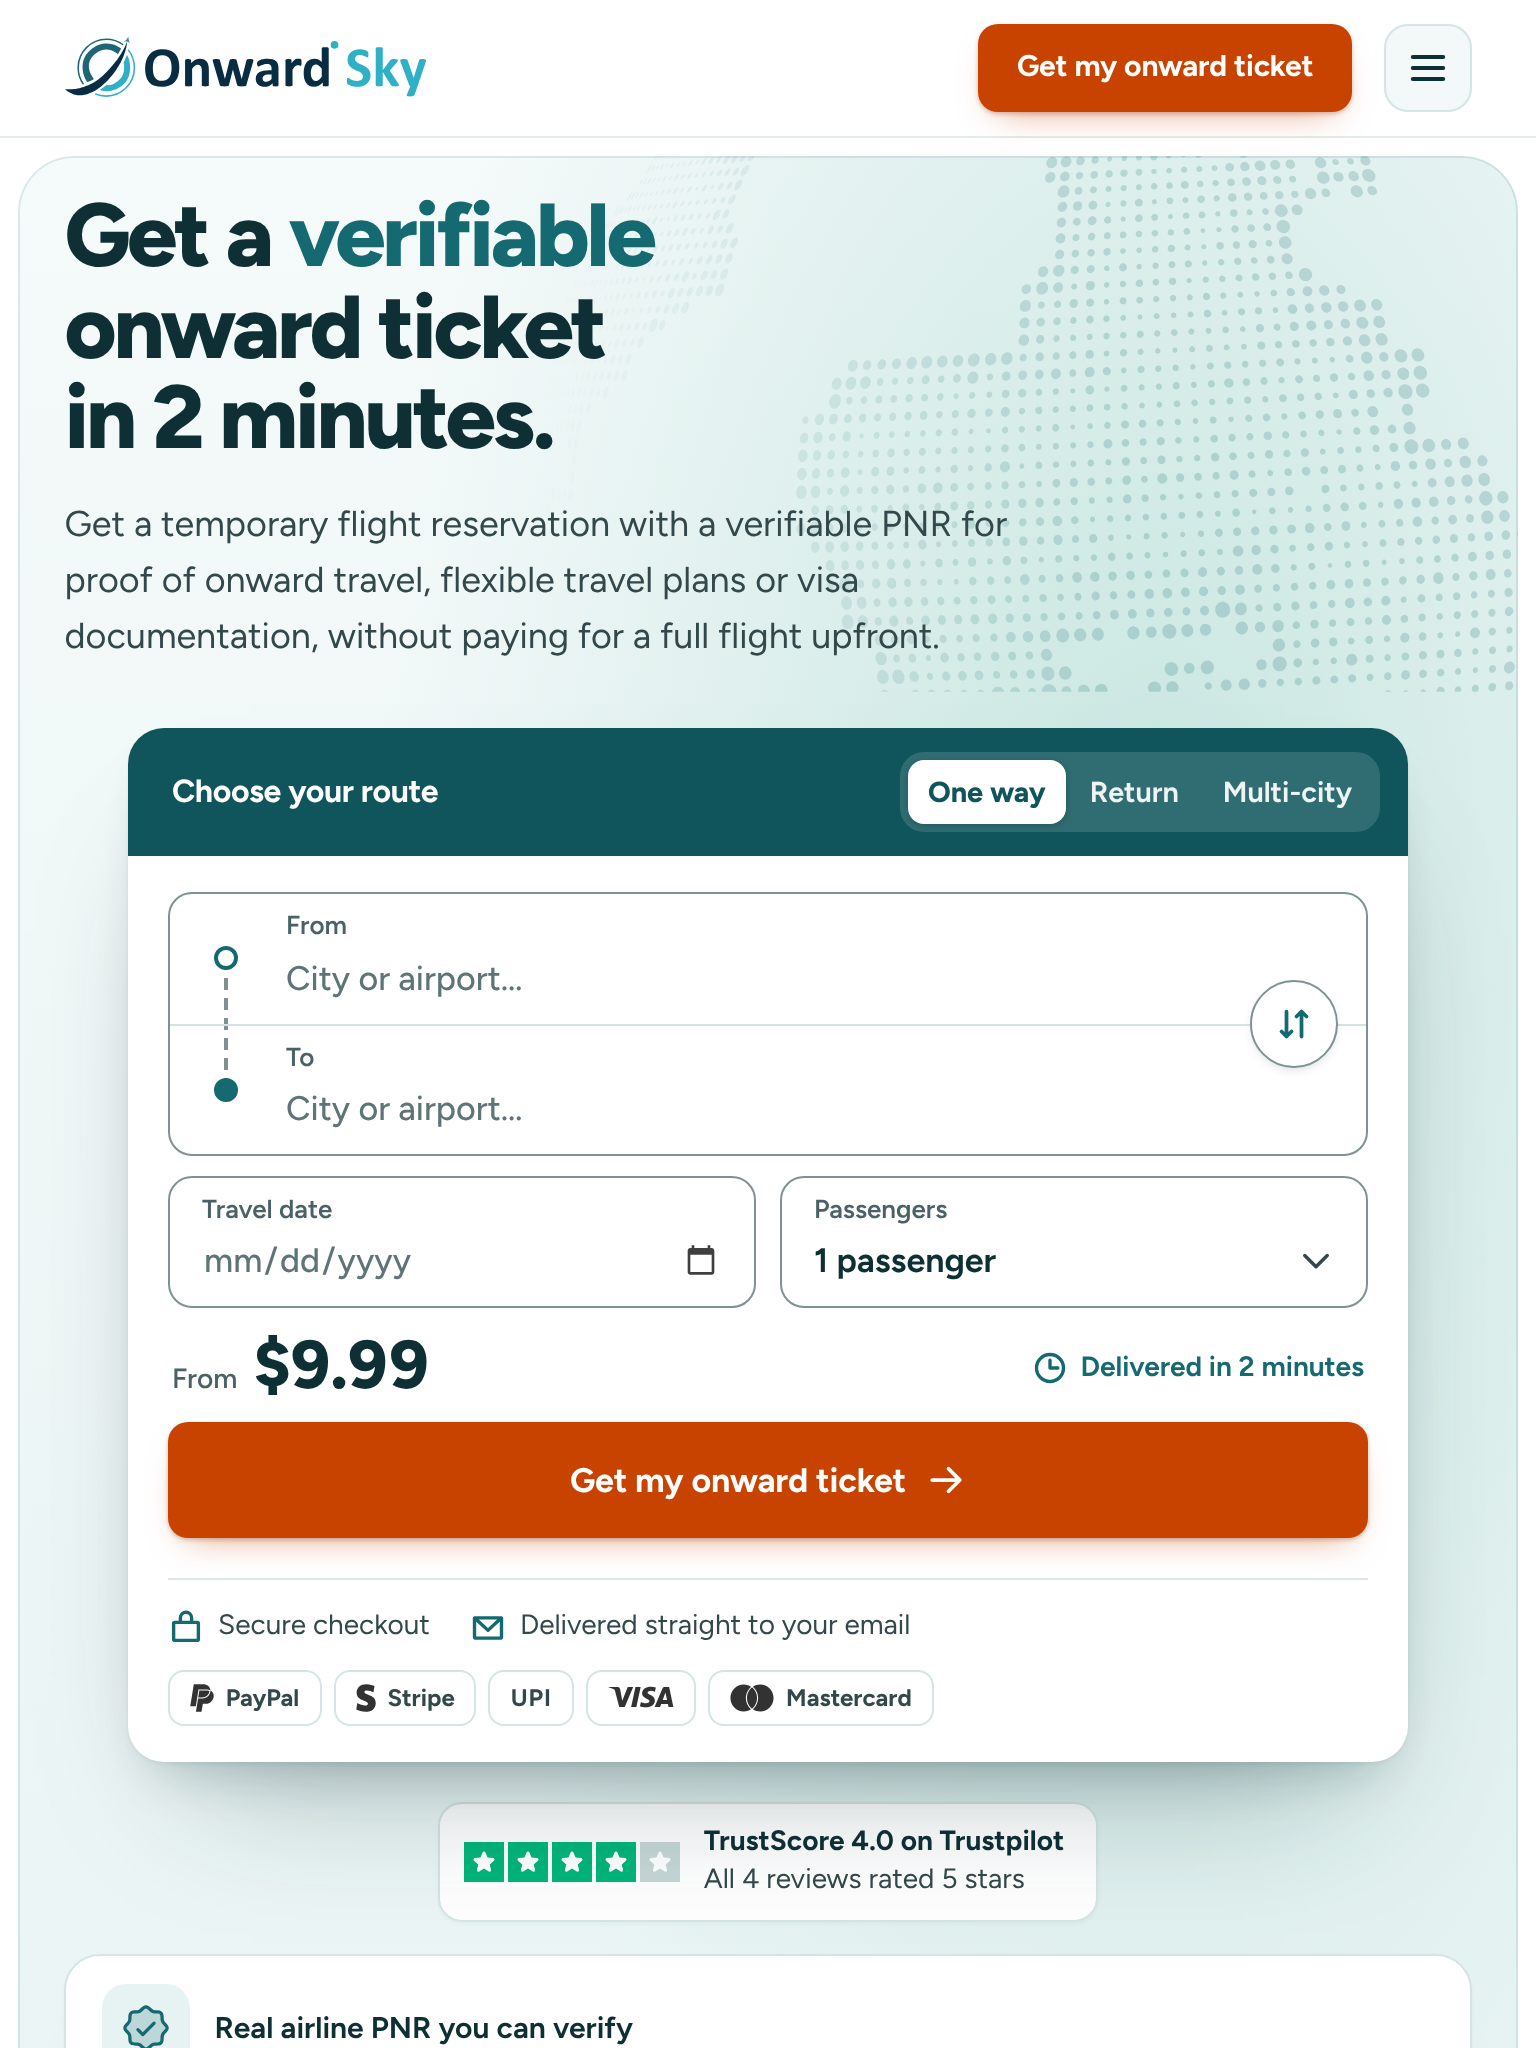 Onward Sky
Get my onward ticket
Get a verifiable
onward ticket
in 2 minutes.
Get a temporary flight reservation with a verifiable PNR for
proof of onward travel, flexible travel plans or visa
documentation, without paying for a full flight upfront.
Choose your route
One way
Return
Multi-city
From
City or airport...
To
City or airport...
Travel date
mm/dd/yyyy
Passengers
1 passenger
From $9.99
Delivered in 2 minutes
Get my onward ticket
Secure checkout
Delivered straight to your email
PayPal
Stripe
UPI
VISA
Mastercard
TrustScore 4.0 on Trustpilot
All 4 reviews rated 5 stars
Real airline PNR you can verify